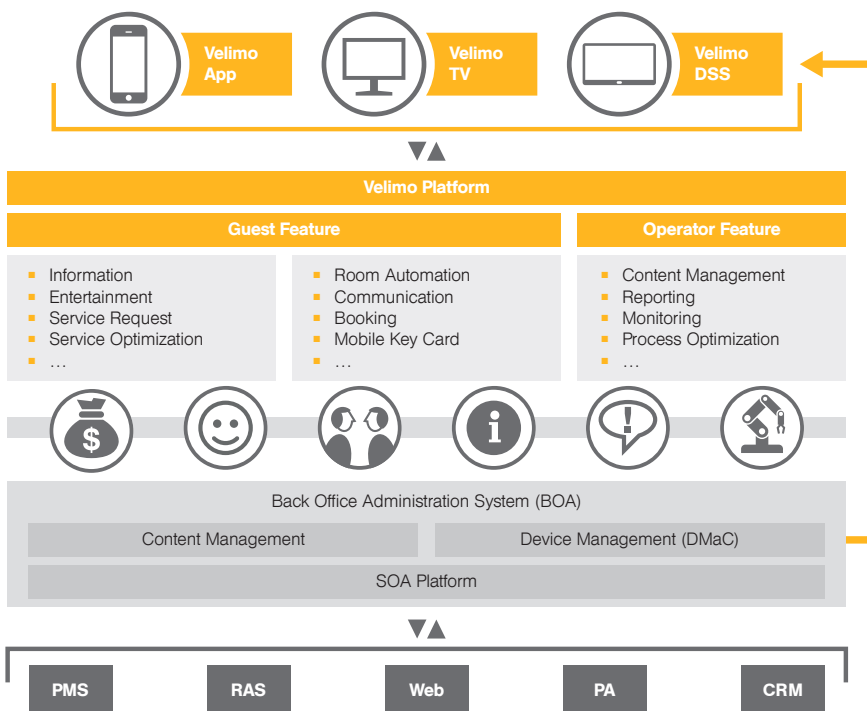 Velimo
App
Velimo
TV
Velimo
DSS
Velimo Platform
Guest Feature
Operator Feature
Information
Entertainment
Service Request
Service Optimization
…
Room Automation
Communication
Booking
Mobile Key Card
…
Content Management
Reporting
Monitoring
Process Optimization
…
$
i
!
Back Office Administration System (BOA)
Content Management
Device Management (DMaC)
SOA Platform
PMS
RAS
Web
PA
CRM